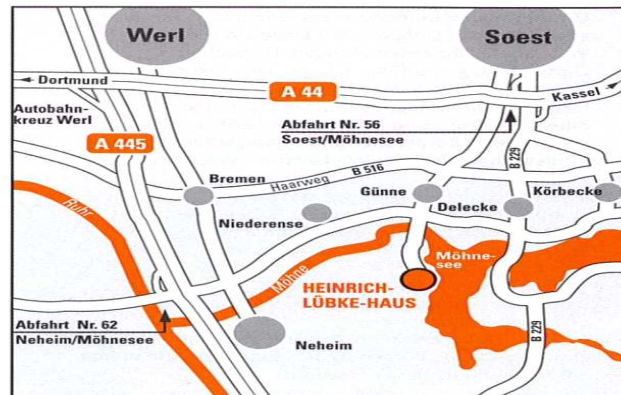 Werl
Soest
Dortmund
A 44
Kassel
Autobahn-
kreuz Werl
Abfahrt Nr. 56
Soest/Möhnesee
A 445
B 229
Bremen
Haarweg
B 516
Günne
Körbecke
Delecke
Niederense
Ruhr
Möhne
Möhne-
see
HEINRICH-
LÜBKE-HAUS
Abfahrt Nr. 62
Neheim/Möhnesee
Neheim
B 229